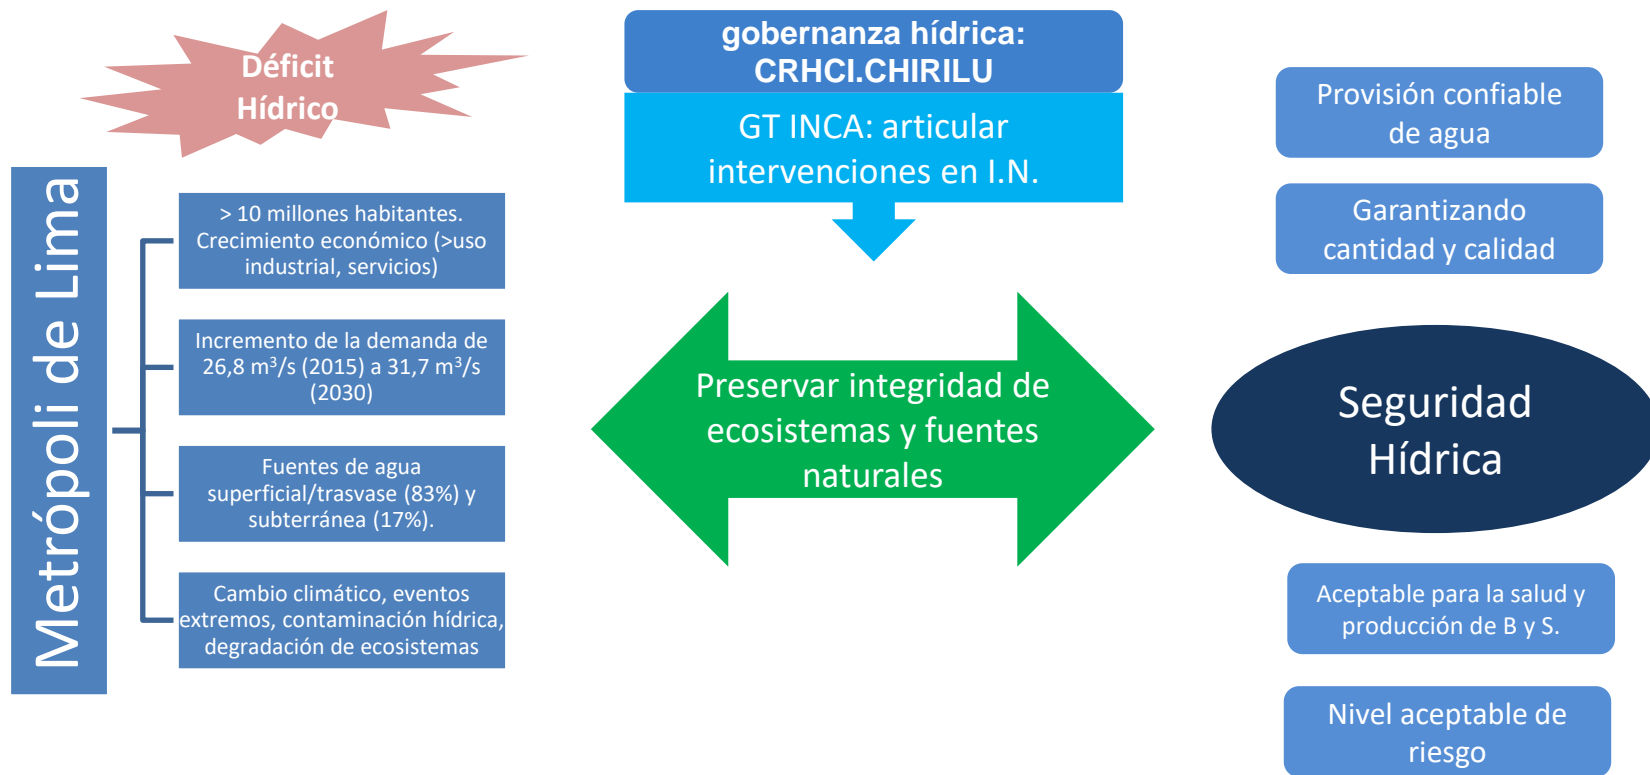 Déficit
Hídrico
Metrópoli de Lima
> 10 millones habitantes.
Crecimiento económico (>uso
industrial, servicios)
Incremento de la demanda de
26,8 m³/s (2015) a 31,7 m³/s
(2030)
Fuentes de agua
superficial/trasvase (83%) y
subterránea (17%).
Cambio climático, eventos
extremos, contaminación hídrica,
degradación de ecosistemas
gobernanza hídrica:
CRHCI.CHIRILU
GT INCA: articular
intervenciones en I.N.
Preservar integridad de
ecosistemas y fuentes
naturales
Provisión confiable
de agua
Garantizando
cantidad y calidad
Seguridad
Hídrica
Aceptable para la salud y
producción de B y S.
Nivel aceptable de
riesgo